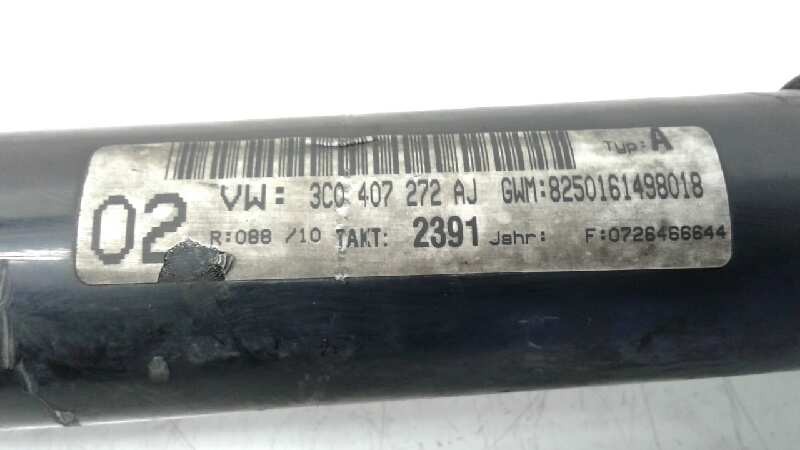 Typ: A
02 VW: 3C0 407 272 AJ GWM:8250161498018
R:088 /10 TAKT: 2391 Jahr: F:0726466644